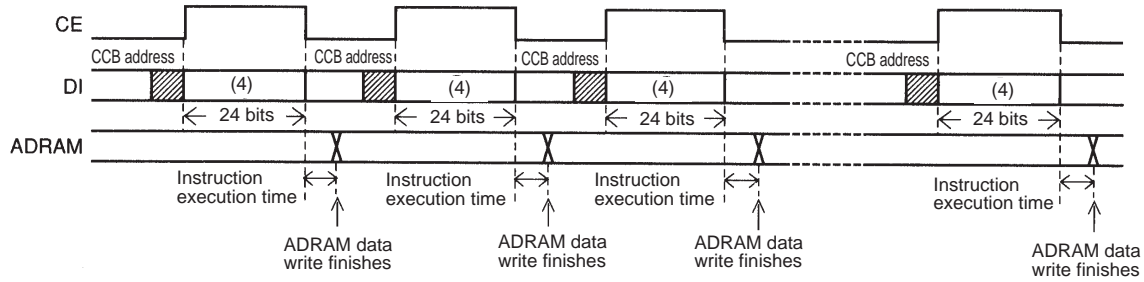 CE
CCB address
CCB address
CCB address
CCB address
DI
(4)
(4)
(4)
(4)
24 bits
24 bits
24 bits
24 bits
ADRAM
Instruction
execution time
Instruction
execution time
Instruction
execution time
Instruction
execution time
ADRAM data
write finishes
ADRAM data
write finishes
ADRAM data
write finishes
ADRAM data
write finishes